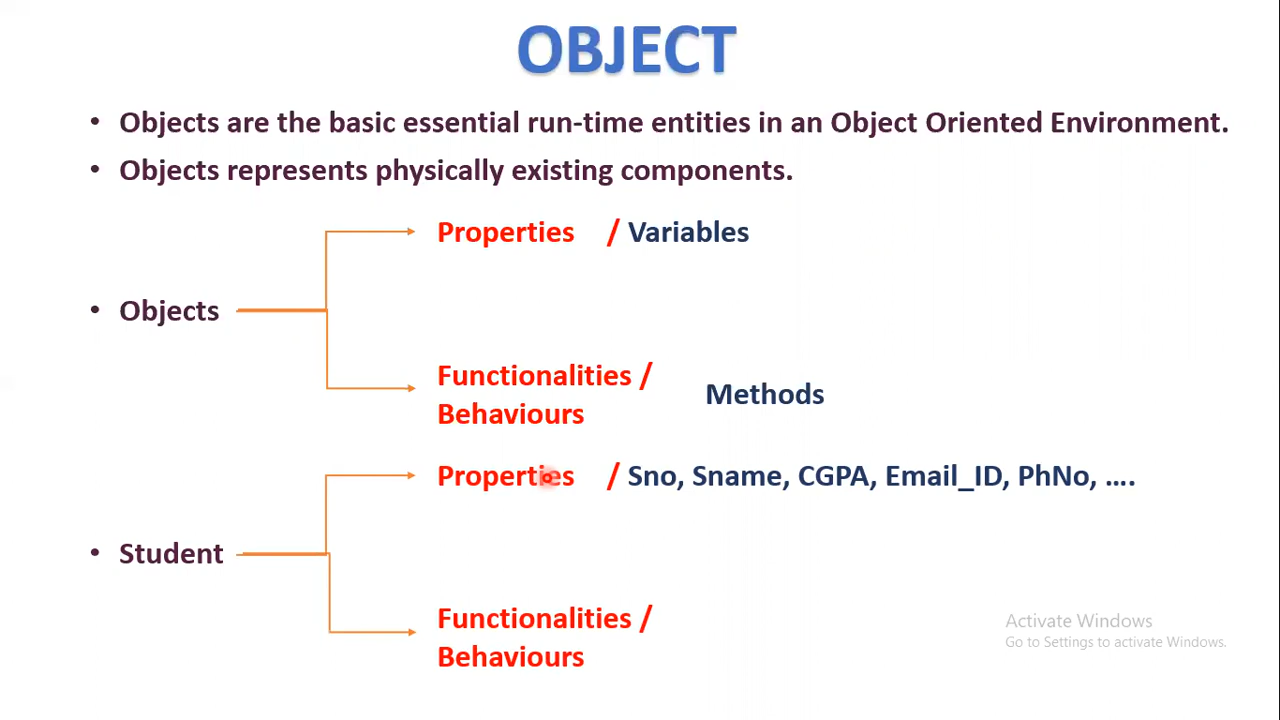 OBJECT
• Objects are the basic essential run-time entities in an Object Oriented Environment.
• Objects represents physically existing components.
Properties / Variables
• Objects
Functionalities /
Behaviours
Methods
Properties / Sno, Sname, CGPA, Email_ID, PhNo, ....
• Student
Functionalities /
Behaviours
Activate Windows
Go to Settings to activate Windows.